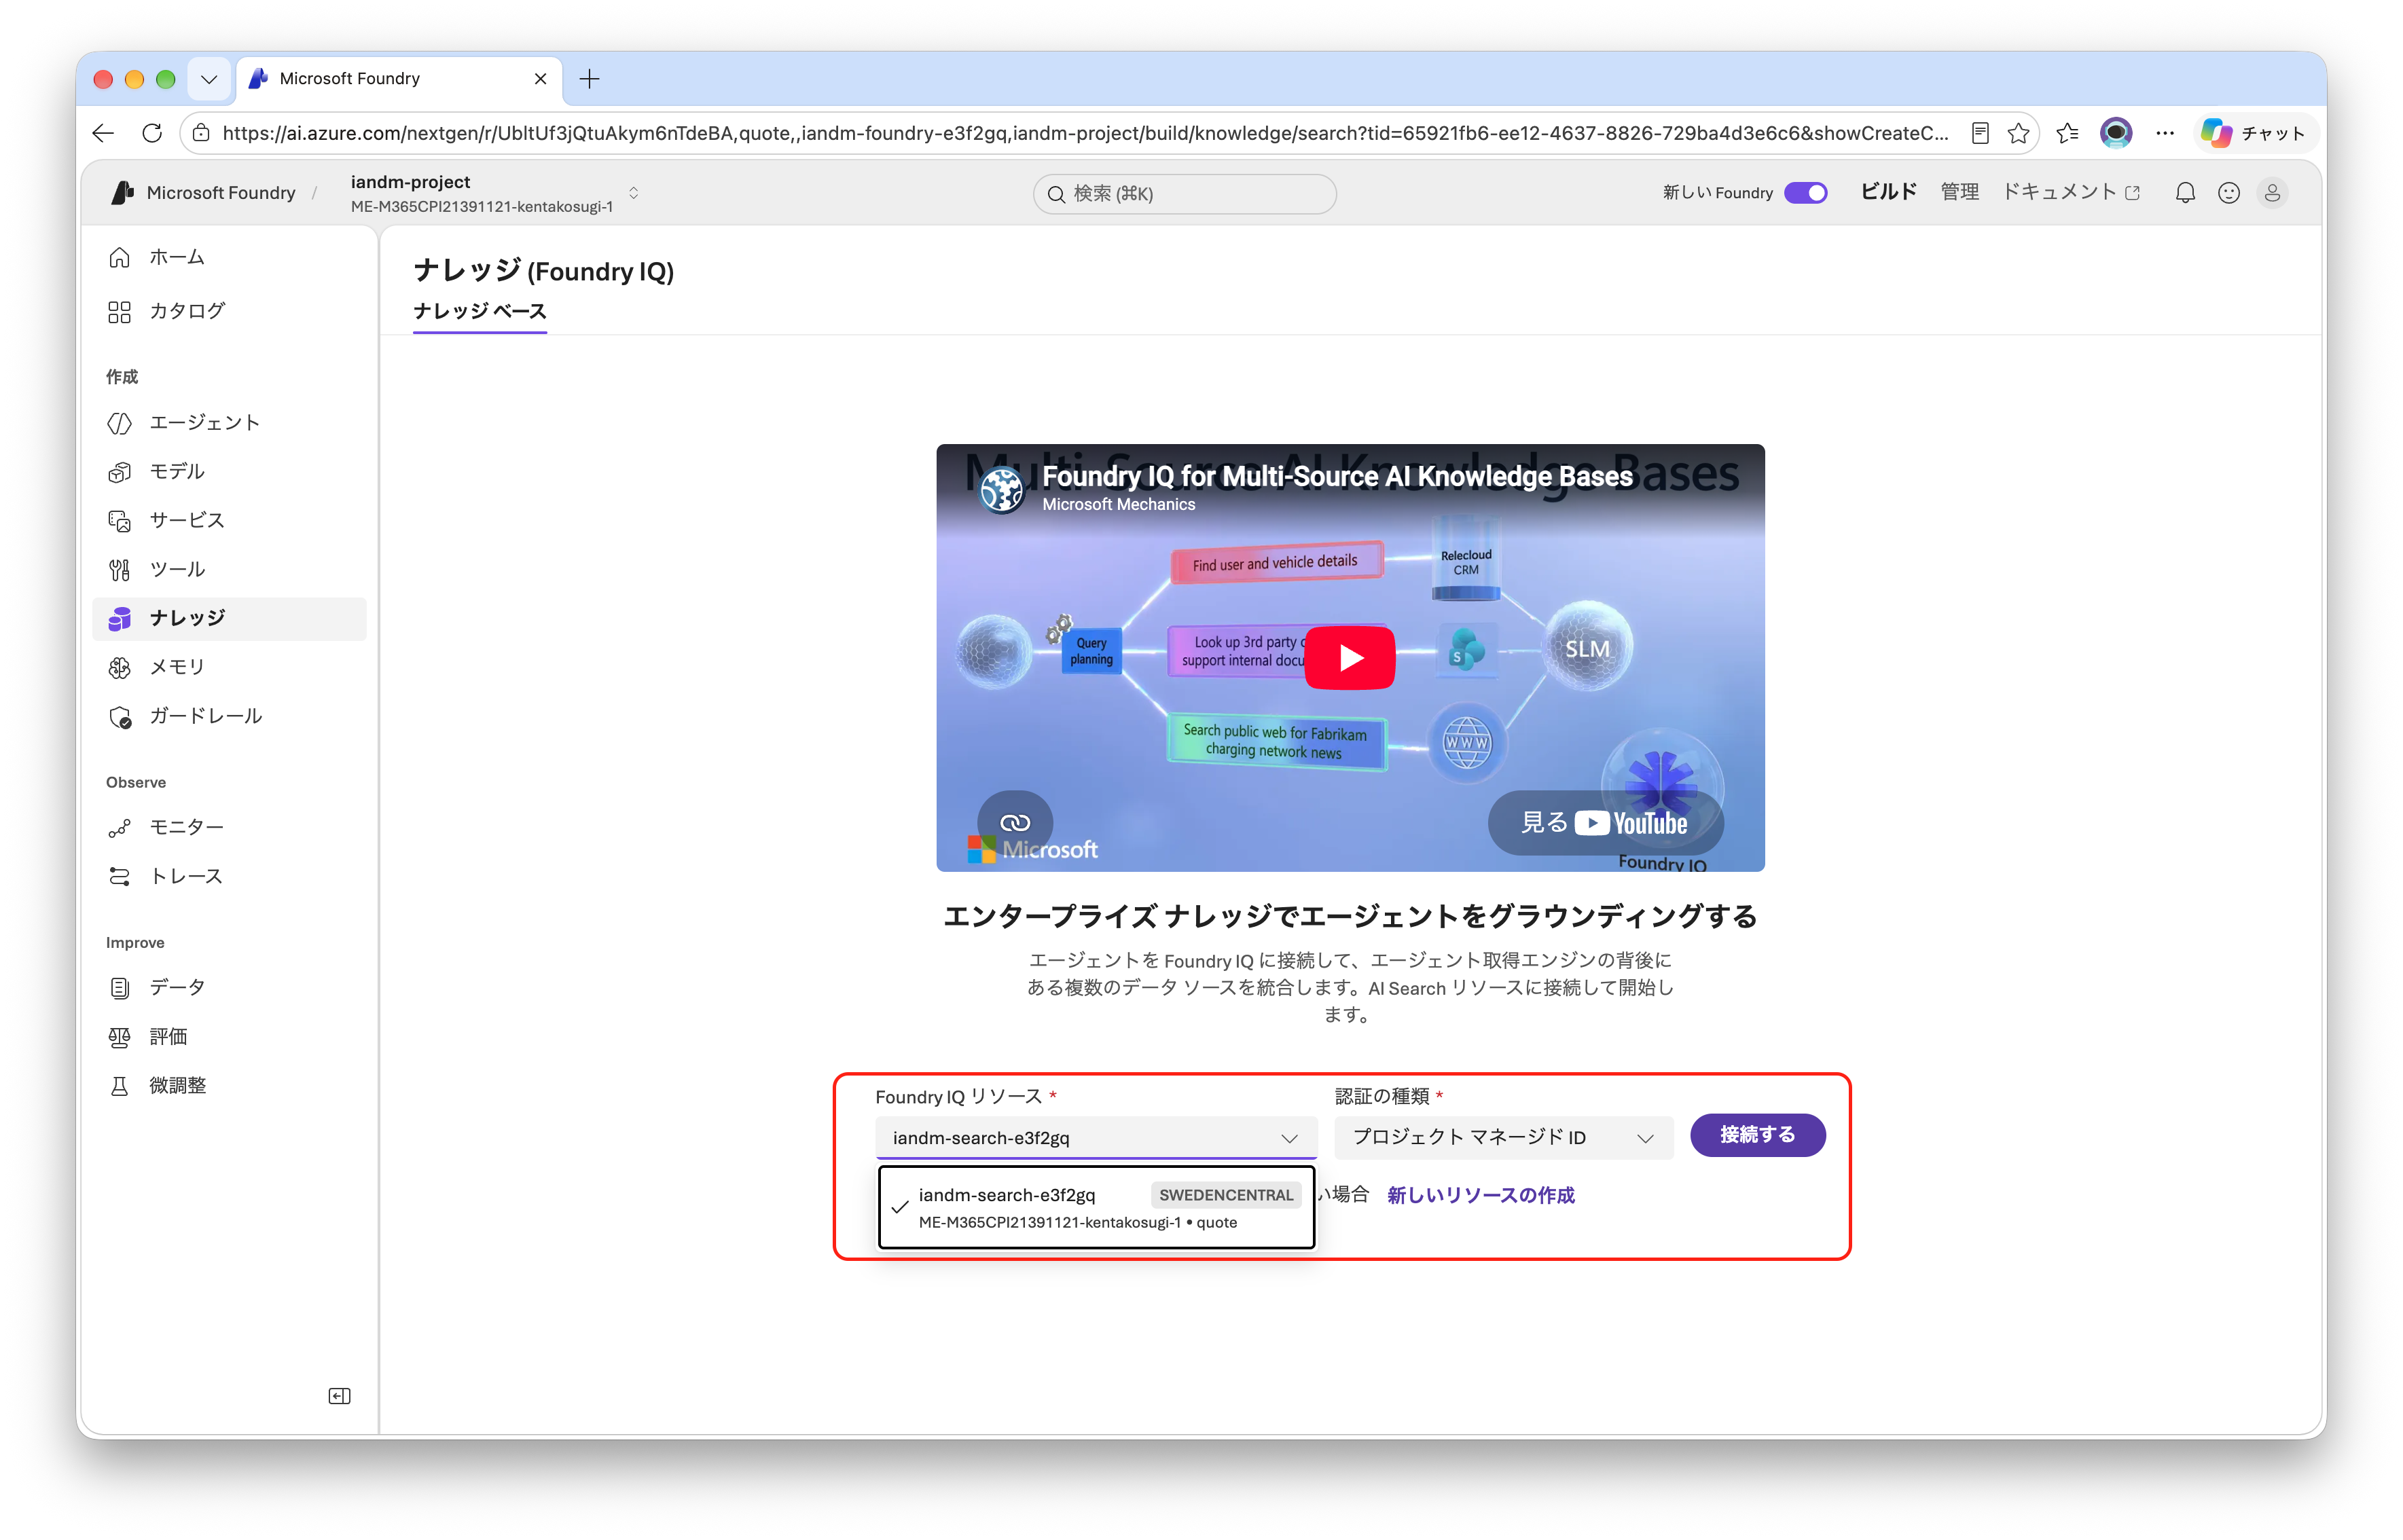 Microsoft Foundry
https://ai.azure.com/nextgen/r/UbltUf3jQtuAkym6nTdeBA,quote,,iandm-foundry-e3f2gq,iandm-project/build/knowledge/search?tid=65921fb6-ee12-4637-8826-729ba4d3e6c6&showCreateC...
チャット
Microsoft Foundry /
iandm-project
ME-M365CPI21391121-kentakosugi-1
検索 (⌘K)
新しい Foundry
ビルド
管理
ドキュメント
ホーム
カタログ
作成
エージェント
モデル
サービス
ツール
ナレッジ
メモリ
ガードレール
Observe
モニター
トレース
Improve
データ
評価
微調整
ナレッジ (Foundry IQ)
ナレッジ ベース
Multi-Source AI Knowledge Bases
Foundry IQ for Multi-Source AI Knowledge Bases
Microsoft Mechanics
Find user and vehicle details
Relecloud
CRM
Query
planning
Look up 3rd party
support internal docu
S
SLM
Search public web for Fabrikam
charging network news
WWW
見る YouTube
Microsoft
Foundry IQ
エンタープライズ ナレッジでエージェントをグラウンディングする
エージェントを Foundry IQ に接続して、エージェント取得エンジンの背後に
ある複数のデータ ソースを統合します。AI Search リソースに接続して開始し
ます。
Foundry IQ リソース *
認証の種類 *
iandm-search-e3f2gq
プロジェクト マネージド ID
接続する
iandm-search-e3f2gq
SWEDENCENTRAL
ME-M365CPI21391121-kentakosugi-1 • quote
い場合
新しいリソースの作成